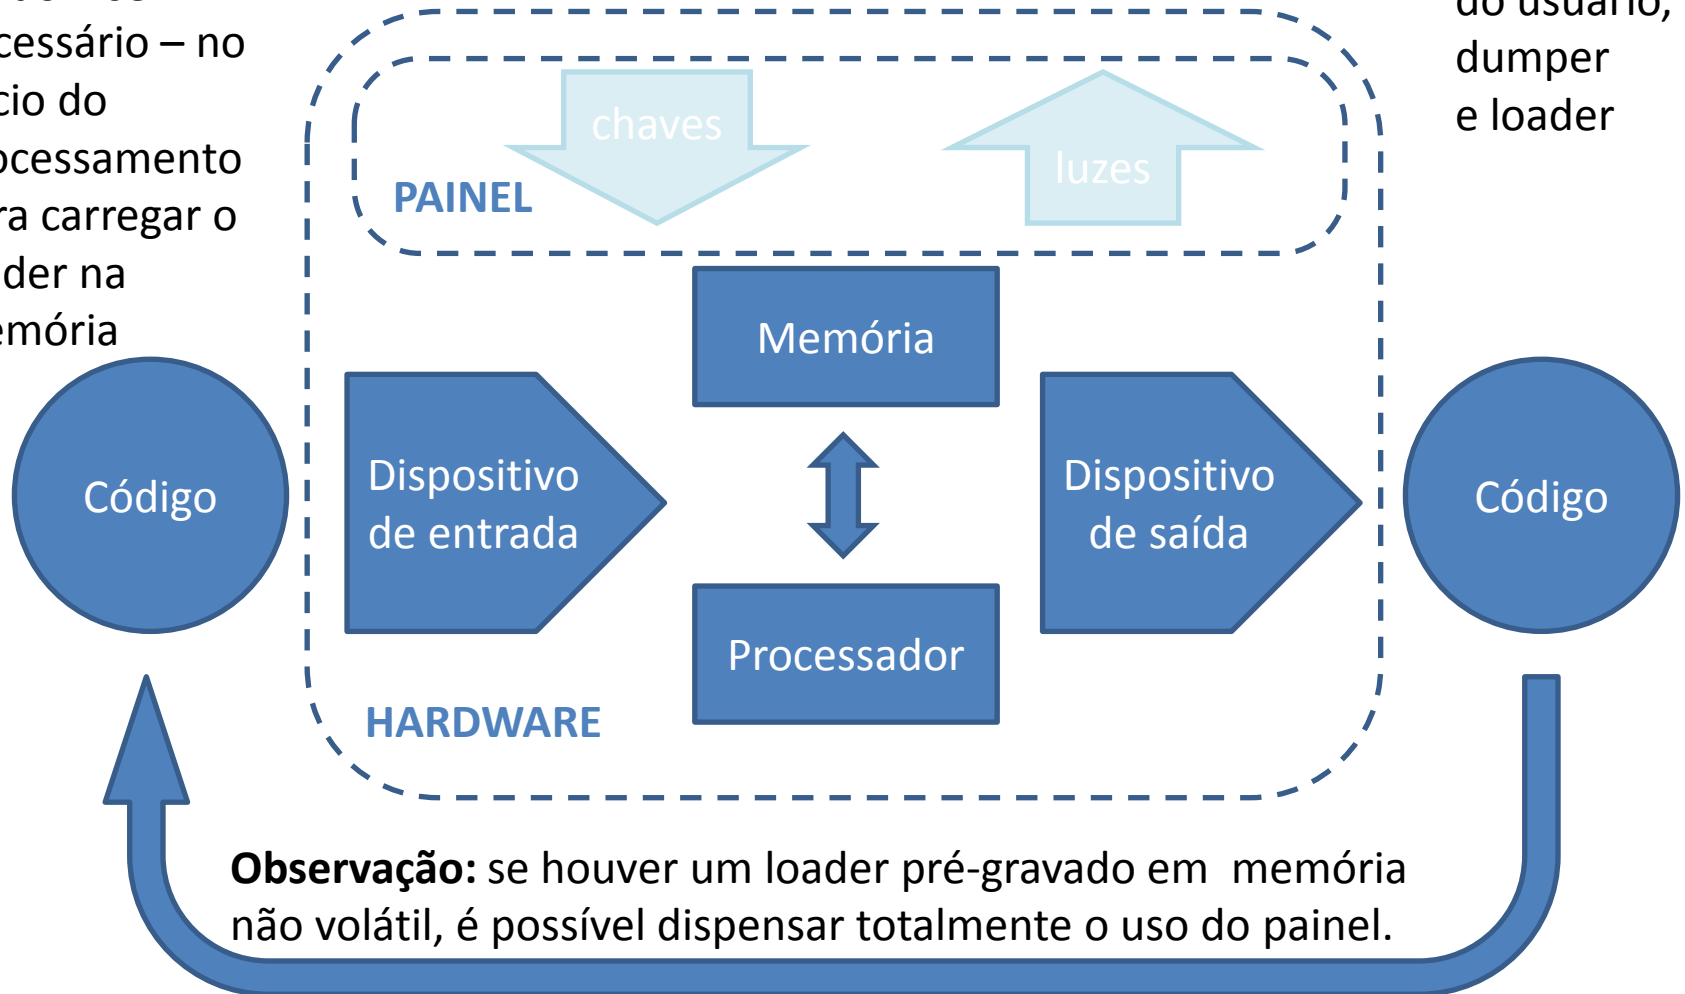 cessário – no
cio do
ocessamento
ra carregar o
der na
emória
do usuário,
dumper
e loader
chaves
luzes
PAINEL
Memória
Código
Dispositivo
de entrada
Dispositivo
de saída
Código
Processador
HARDWARE
Observação: se houver um loader pré-gravado em memória
não volátil, é possível dispensar totalmente o uso do painel.